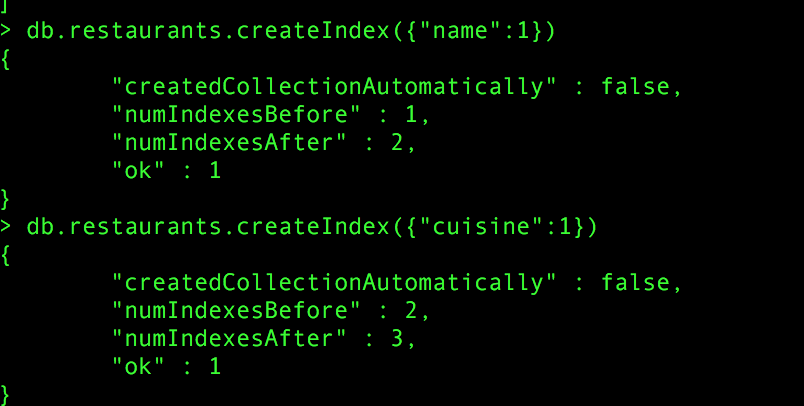 ]
> db.restaurants.createIndex({"name":1})
{
        "createdCollectionAutomatically" : false,
        "numIndexesBefore" : 1,
        "numIndexesAfter" : 2,
        "ok" : 1
}
> db.restaurants.createIndex({"cuisine":1})
{
        "createdCollectionAutomatically" : false,
        "numIndexesBefore" : 2,
        "numIndexesAfter" : 3,
        "ok" : 1
}